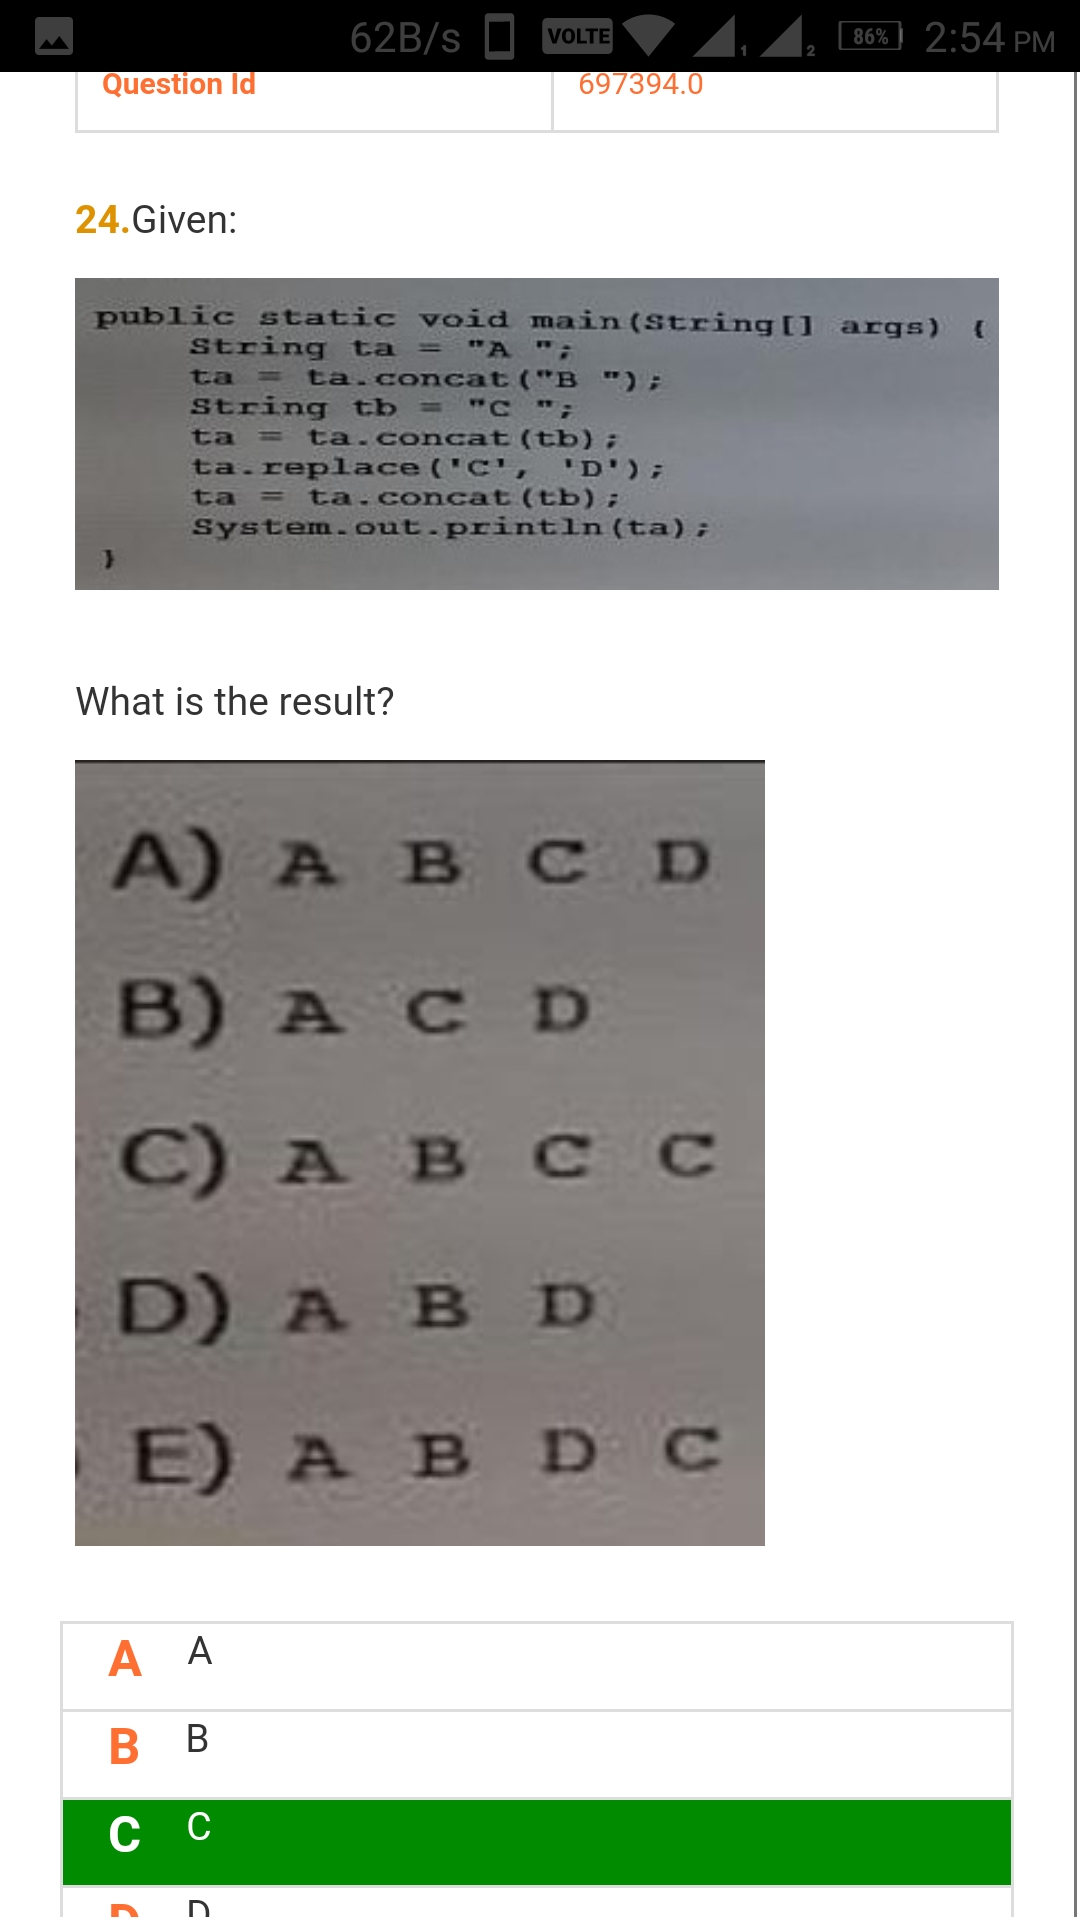 62B/s VOLTE 1 2 86% 2:54 PM
Question Id 697394.0
24.Given:
public static void main(String[] args) {
String ta = "A ";
ta = ta.concat("B ");
String tb = "C ";
ta = ta.concat(tb);
ta.replace('C', 'D');
ta = ta.concat(tb);
System.out.println(ta);
}
What is the result?
A) A B C D
B) A C D
C) A B C C
D) A B D
E) A B D C
A A
B B
C C
D D